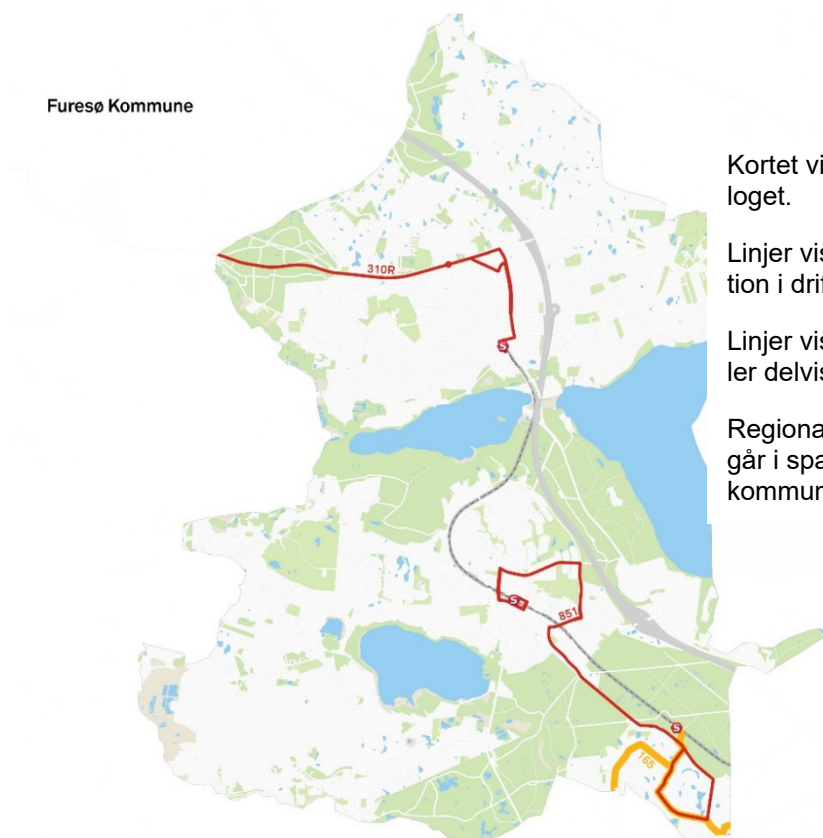 Furesø Kommune
Kortet vi
loget.
Linjer vis
tion i drif
Linjer vis
ler delvis
Regiona
går i spa
kommun
310R
S
S
851
S
165